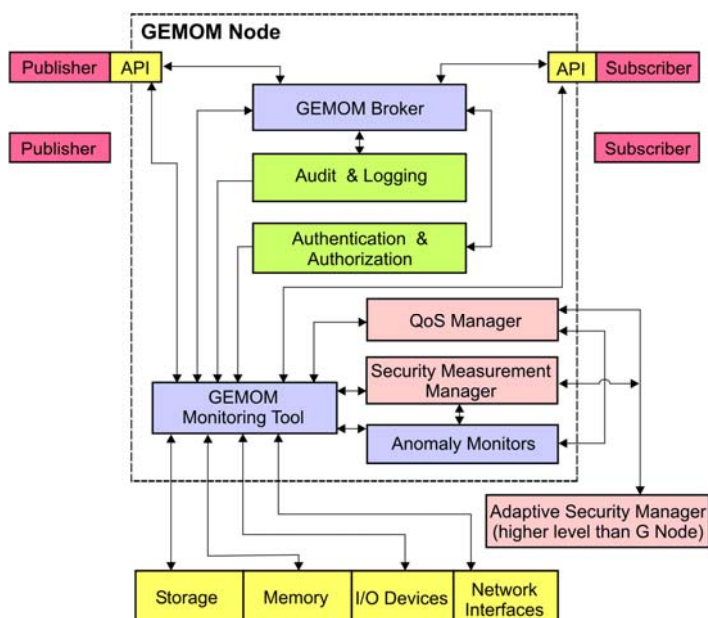 GEMOM Node
Publisher
API
API
Subscriber
GEMOM Broker
Publisher
Subscriber
Audit & Logging
Authentication &
Authorization
QoS Manager
Security Measurement
Manager
GEMOM
Monitoring Tool
Anomaly Monitors
Adaptive Security Manager
(higher level than G Node)
Storage
Memory
I/O Devices
Network
Interfaces